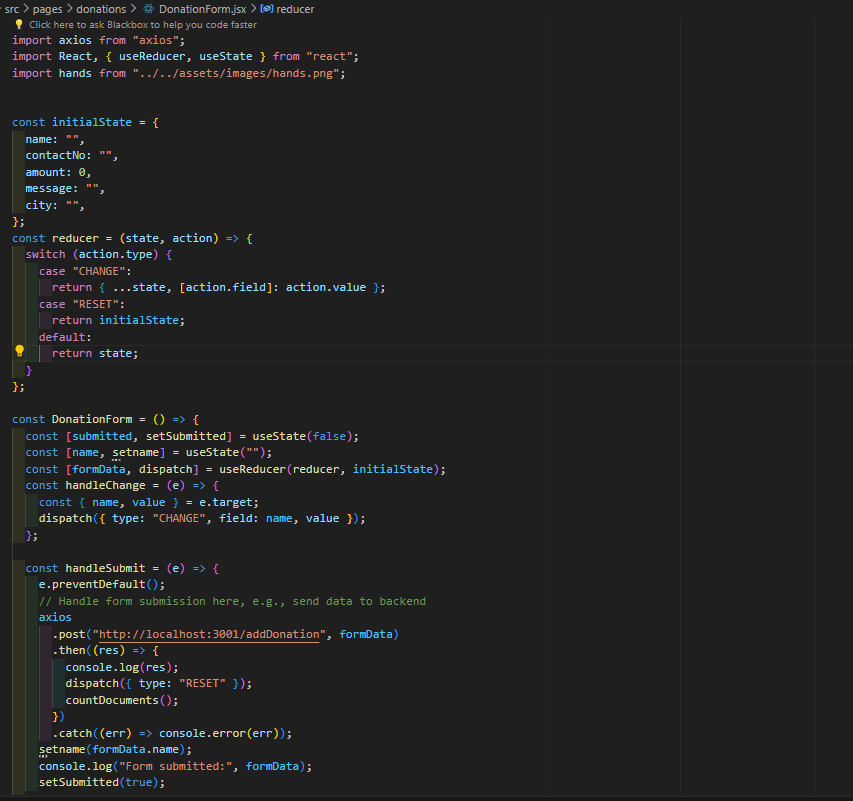 src > pages > donations > DonationForm.jsx > reducer
Click here to ask Blackbox to help you code faster
import axios from "axios";
import React, { useReducer, useState } from "react";
import hands from "../../assets/images/hands.png";
const initialState = {
  name: "",
  contactNo: "",
  amount: 0,
  message: "",
  city: "",
};
const reducer = (state, action) => {
  switch (action.type) {
    case "CHANGE":
      return { ...state, [action.field]: action.value };
    case "RESET":
      return initialState;
    default:
      return state;
  }
};
const DonationForm = () => {
  const [submitted, setSubmitted] = useState(false);
  const [name, setname] = useState("");
  const [formData, dispatch] = useReducer(reducer, initialState);
  const handleChange = (e) => {
    const { name, value } = e.target;
    dispatch({ type: "CHANGE", field: name, value });
  };
  const handleSubmit = (e) => {
    e.preventDefault();
    // Handle form submission here, e.g., send data to backend
    axios
      .post("http://localhost:3001/addDonation", formData)
      .then((res) => {
        console.log(res);
        dispatch({ type: "RESET" });
        countDocuments();
      })
      .catch((err) => console.error(err));
    setname(formData.name);
    console.log("Form submitted:", formData);
    setSubmitted(true);